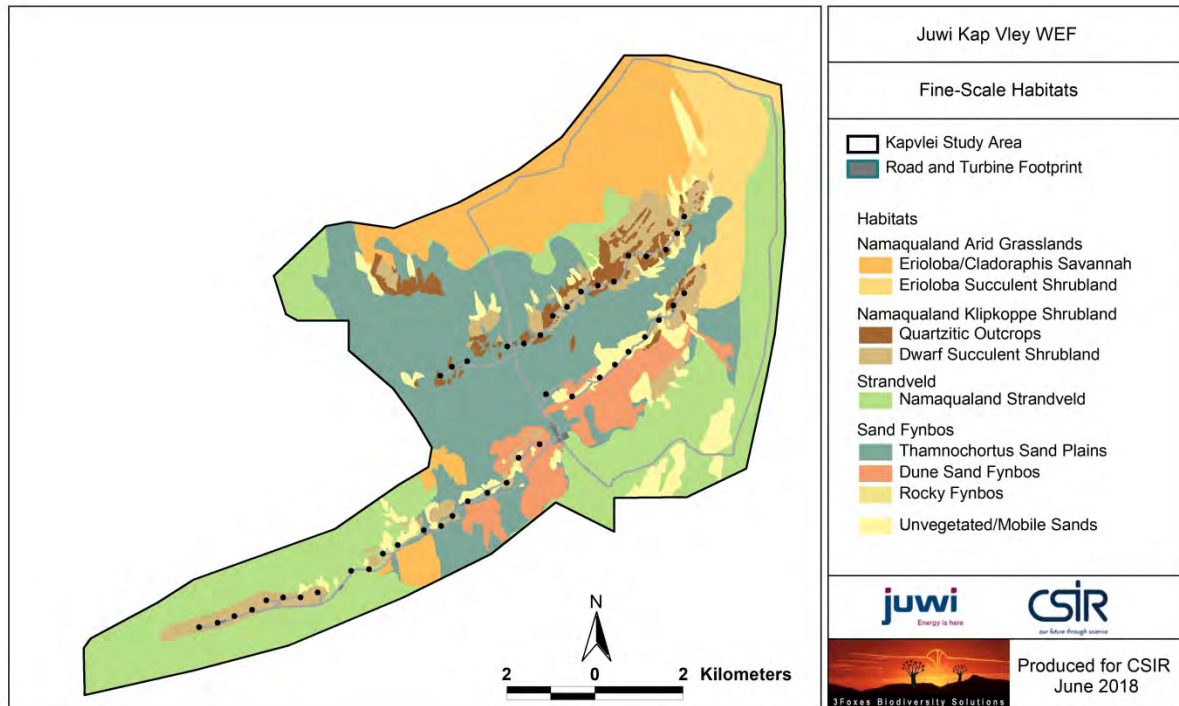 Juwi Kap Vley WEF
Fine-Scale Habitats
Kapvlei Study Area
Road and Turbine Footprint
Habitats
Namaqualand Arid Grasslands
Erioloba/Cladoraphis Savannah
Erioloba Succulent Shrubland
Namaqualand Klipkoppe Shrubland
Quartzitic Outcrops
Dwarf Succulent Shrubland
Strandveld
Namaqualand Strandveld
Sand Fynbos
Thamnochortus Sand Plains
Dune Sand Fynbos
Rocky Fynbos
Unvegetated/Mobile Sands
N
2 0 2 Kilometers
juwi
Energy is here
CSIR
our future through science
3Foxes Biodiversity Solutions
Produced for CSIR
June 2018